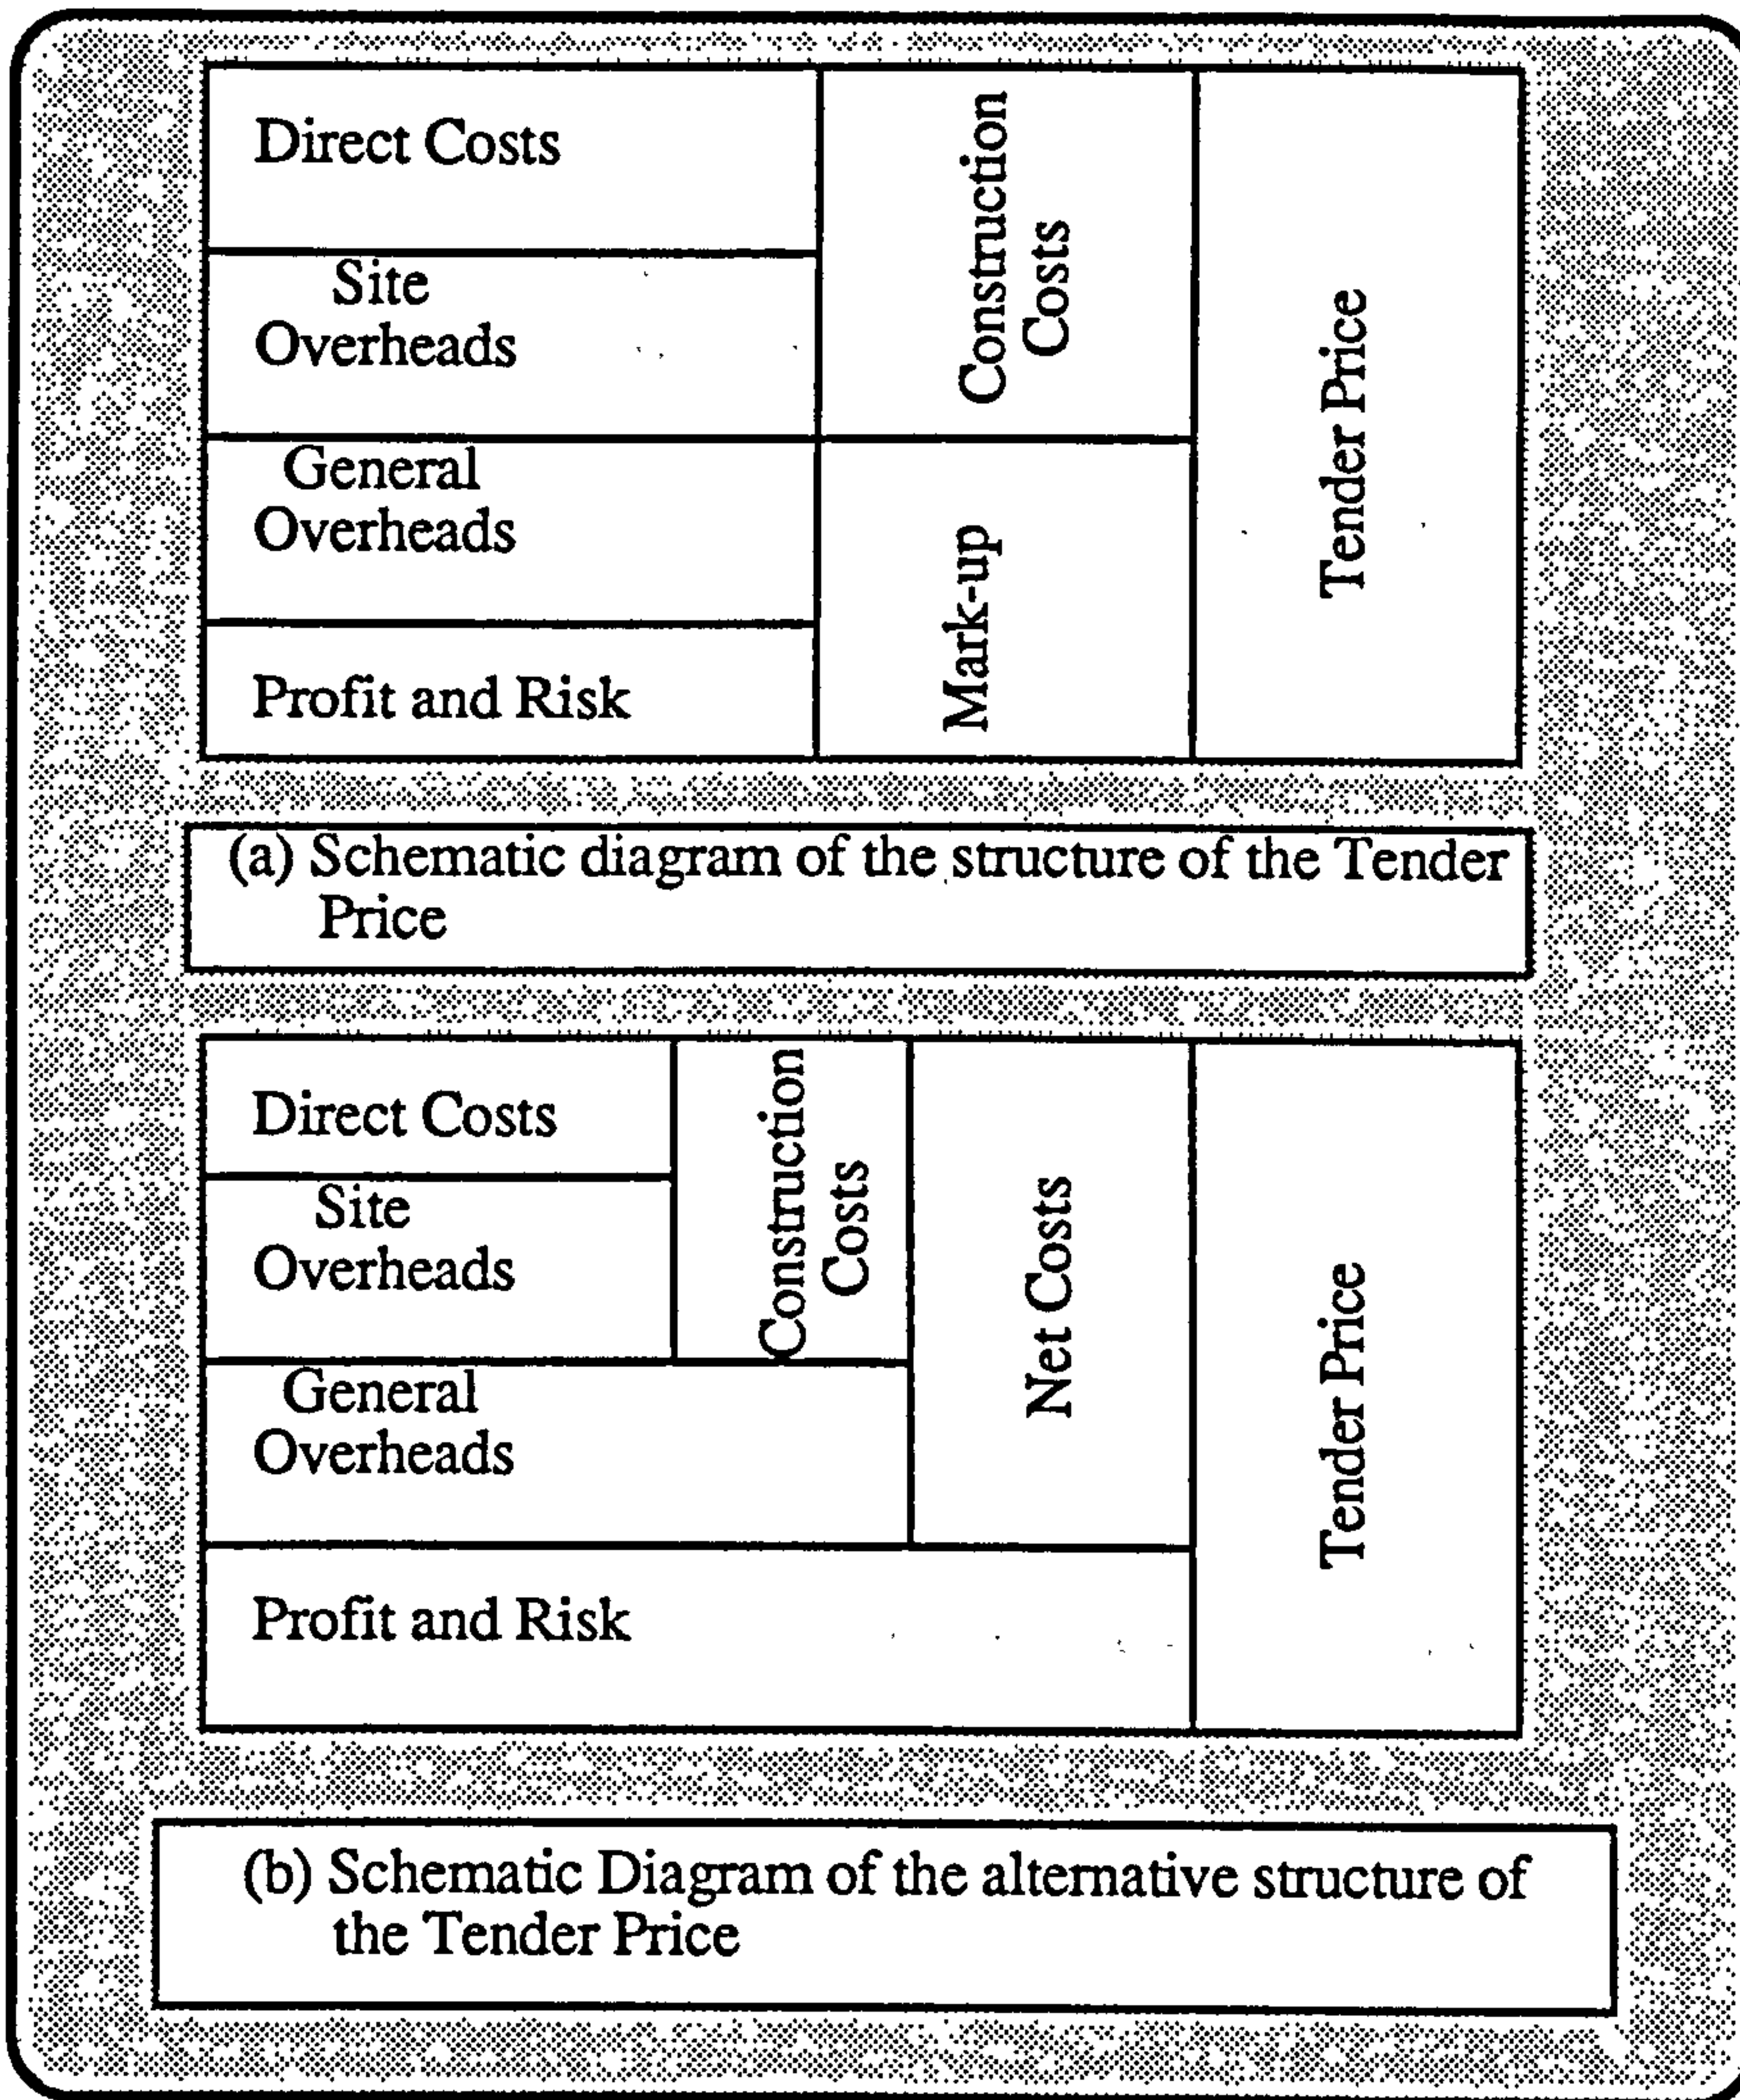 Direct Costs
Site
Overheads
General
Overheads
Profit and Risk
Construction
Costs
Mark-up
Tender Price
(a) Schematic diagram of the structure of the Tender
Price
Direct Costs
Site
Overheads
General
Overheads
Profit and Risk
Construction
Costs
Net Costs
Tender Price
(b) Schematic Diagram of the alternative structure of
the Tender Price